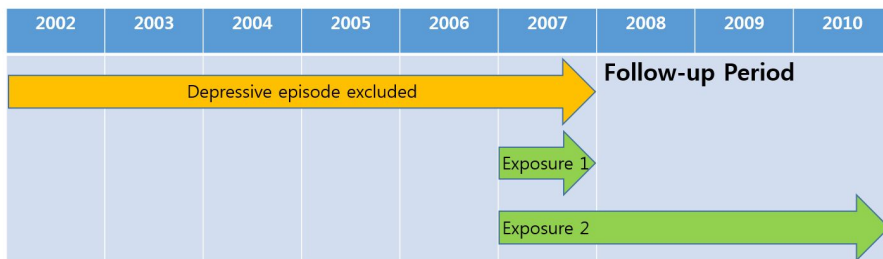 2002 2003 2004 2005 2006 2007 2008 2009 2010
Follow-up Period
Depressive episode excluded
Exposure 1
Exposure 2